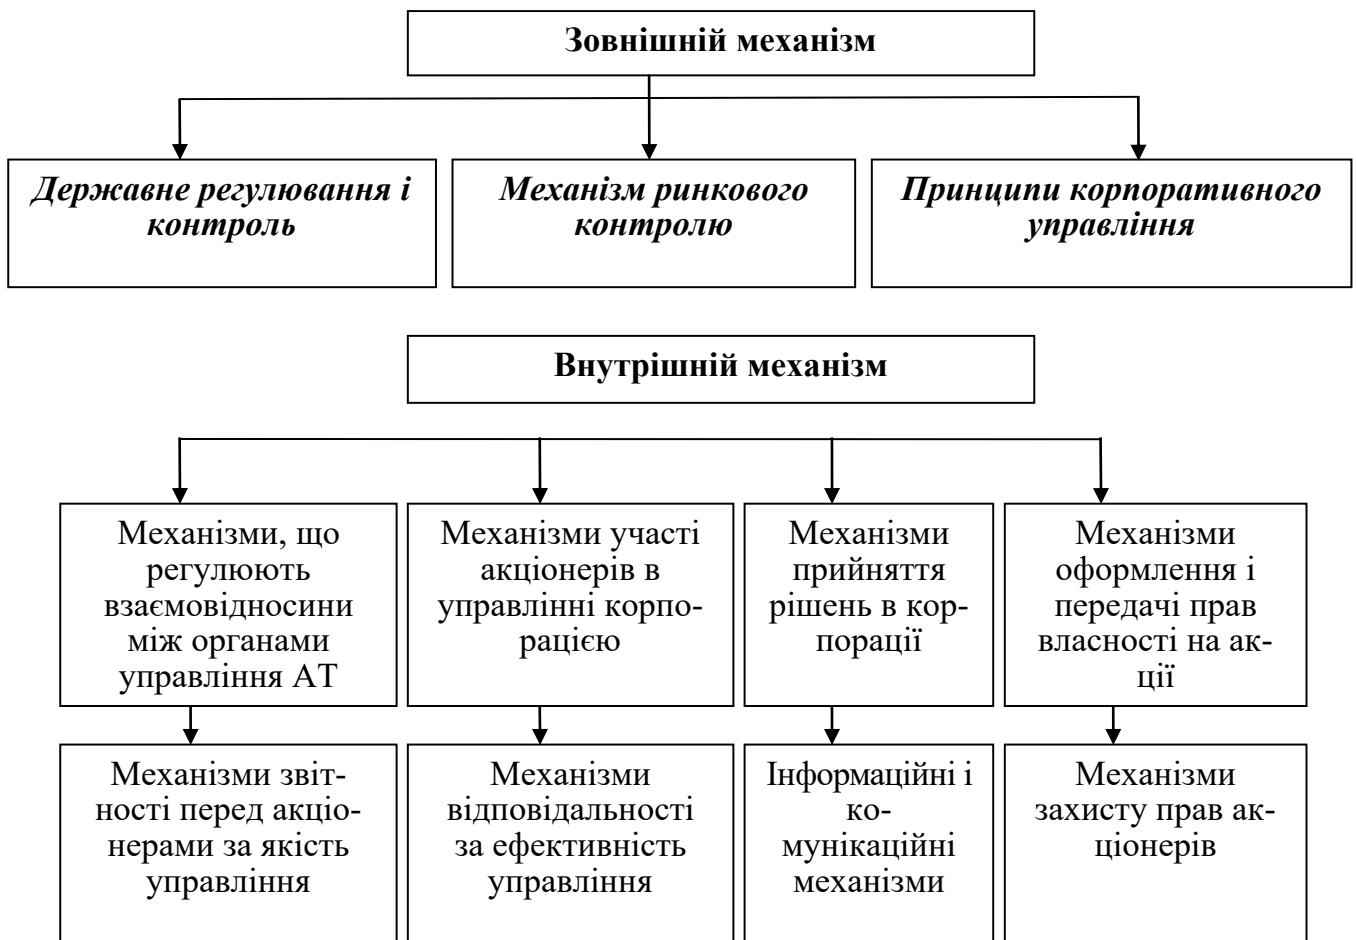 Зовнішній механізм
Державне регулювання і
контроль
Механізм ринкового
контролю
Принципи корпоративного
управління
Внутрішній механізм
Механізми, що
регулюють
взаємовідносини
між органами
управління АТ
Механізми участі
акціонерів в
управлінні корпо-
рацією
Механізми
прийняття
рішень в кор-
порації
Механізми
оформлення і
передачі прав
власності на ак-
ції
Механізми звіт-
ності перед акціо-
нерами за якість
управління
Механізми
відповідальності
за ефективність
управління
Інформаційні і
ко-
мунікаційні
механізми
Механізми
захисту прав ак-
ціонерів